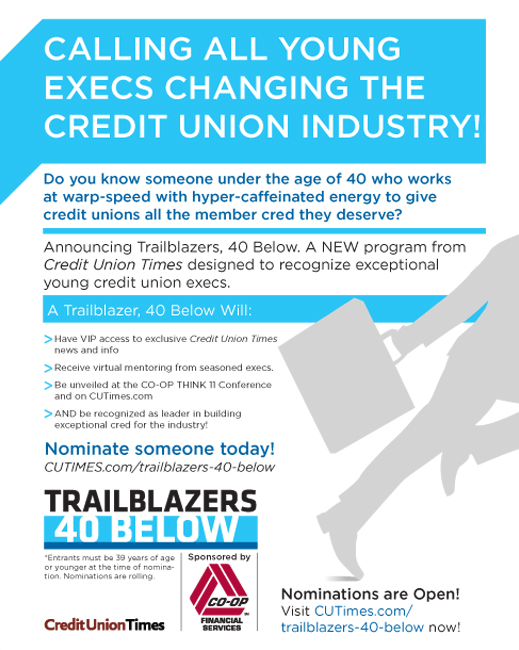 CALLING ALL YOUNG
EXECS CHANGING THE
CREDIT UNION INDUSTRY!
Do you know someone under the age of 40 who works
at warp-speed with hyper-caffeinated energy to give
credit unions all the member cred they deserve?
Announcing Trailblazers, 40 Below. A NEW program from
Credit Union Times designed to recognize exceptional
young credit union execs.
A Trailblazer, 40 Below Will:
> Have VIP access to exclusive Credit Union Times
news and info
> Receive virtual mentoring from seasoned execs.
> Be unveiled at the CO-OP THINK 11 Conference
and on CUTimes.com
> AND be recognized as leader in building
exceptional cred for the industry!
Nominate someone today!
CUTIMES.com/trailblazers-40-below
TRAILBLAZERS
40 BELOW
*Entrants must be 39 years of age
or younger at the time of nomina-
tion. Nominations are rolling.
Credit Union Times
Sponsored by
CO-OP
FINANCIAL
SERVICES
Nominations are Open!
Visit CUTimes.com/
trailblazers-40-below now!